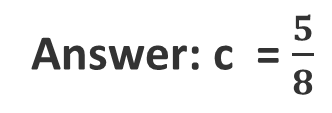 Answer: c = 5/8